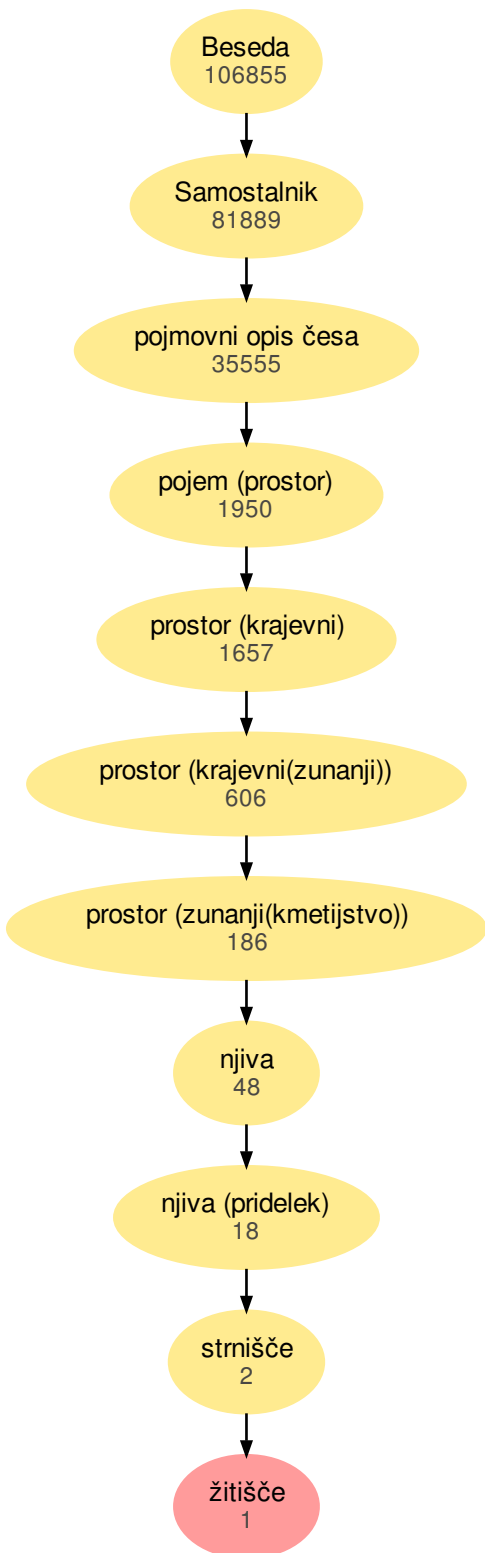 Beseda
106855
Samostalnik
81889
pojmovni opis česa
35555
pojem (prostor)
1950
prostor (krajevni)
1657
prostor (krajevni(zunanji))
606
prostor (zunanji(kmetijstvo))
186
njiva
48
njiva (pridelek)
18
strnišče
2
žitišče
1